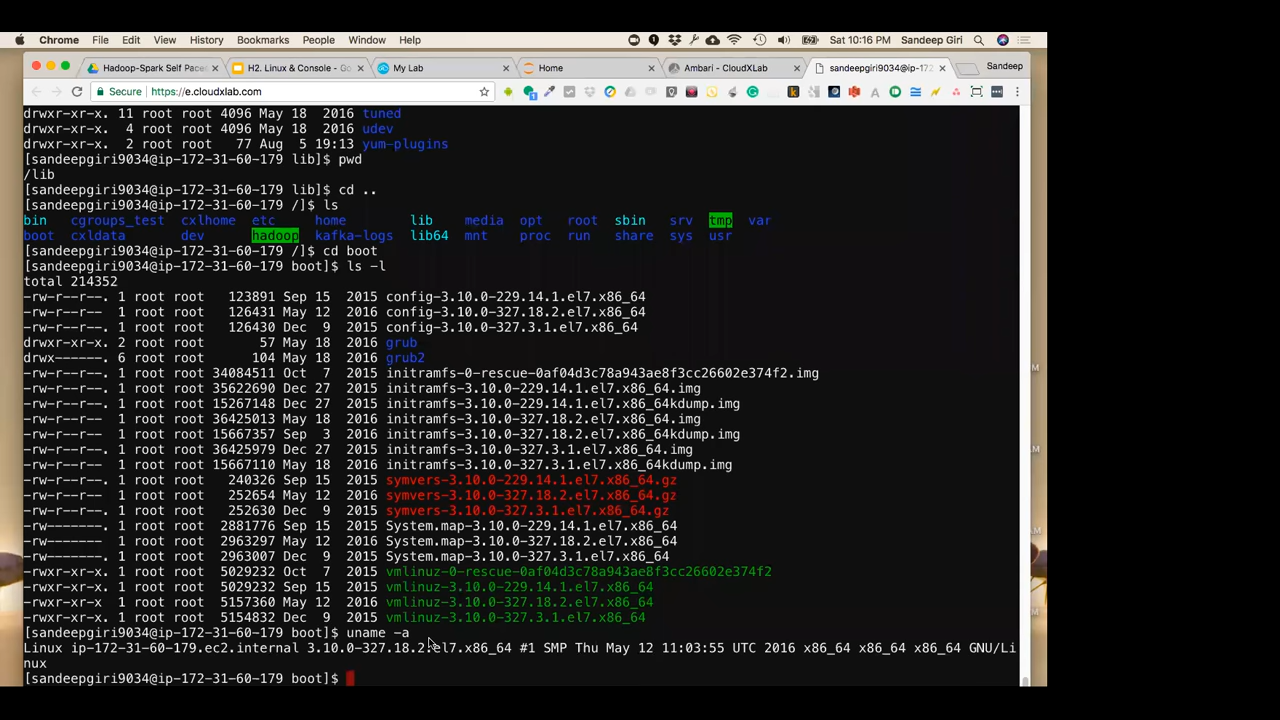 Chrome File Edit View History Bookmarks People Window Help Sat 10:16 PM Sandeep Giri
Hadoop-Spark Self Pace H2. Linux & Console - Go My Lab Home Ambari - CloudXLab sandeepgiri9034@ip-172 Sandeep
Secure https://e.cloudxlab.com
drwxr-xr-x. 11 root root 4096 May 18 2016 tuned
drwxr-xr-x. 4 root root 4096 May 18 2016 udev
drwxr-xr-x. 2 root root 77 Aug 5 19:13 yum-plugins
[sandeepgiri9034@ip-172-31-60-179 lib]$ pwd
/lib
[sandeepgiri9034@ip-172-31-60-179 lib]$ cd ..
[sandeepgiri9034@ip-172-31-60-179 /]$ ls
bin cgroups_test cxlhome etc home lib media opt root sbin srv tmp var
boot cxldata dev hadoop kafka-logs lib64 mnt proc run share sys usr
[sandeepgiri9034@ip-172-31-60-179 /]$ cd boot
[sandeepgiri9034@ip-172-31-60-179 boot]$ ls -l
total 214352
-rw-r--r--. 1 root root 123891 Sep 15 2015 config-3.10.0-229.14.1.el7.x86_64
-rw-r--r-- 1 root root 126431 May 12 2016 config-3.10.0-327.18.2.el7.x86_64
-rw-r--r--. 1 root root 126430 Dec 9 2015 config-3.10.0-327.3.1.el7.x86_64
drwxr-xr-x. 2 root root 57 May 18 2016 grub
drwx------. 6 root root 104 May 18 2016 grub2
-rw-r--r--. 1 root root 34084511 Oct 7 2015 initramfs-0-rescue-0af04d3c78a943ae8f3cc26602e374f2.img
-rw-r--r--. 1 root root 35622690 Dec 27 2015 initramfs-3.10.0-229.14.1.el7.x86_64.img
-rw-r--r--. 1 root root 15267148 Dec 27 2015 initramfs-3.10.0-229.14.1.el7.x86_64kdump.img
-rw-r--r-- 1 root root 36425013 May 18 2016 initramfs-3.10.0-327.18.2.el7.x86_64.img
-rw-r--r-- 1 root root 15667357 Sep 3 2016 initramfs-3.10.0-327.18.2.el7.x86_64kdump.img
-rw-r--r--. 1 root root 36425979 Dec 27 2015 initramfs-3.10.0-327.3.1.el7.x86_64.img
-rw-r--r-- 1 root root 15667110 May 18 2016 initramfs-3.10.0-327.3.1.el7.x86_64kdump.img
-rw-r--r--. 1 root root 240326 Sep 15 2015 symvers-3.10.0-229.14.1.el7.x86_64.gz
-rw-r--r-- 1 root root 252654 May 12 2016 symvers-3.10.0-327.18.2.el7.x86_64.gz
-rw-r--r--. 1 root root 252630 Dec 9 2015 symvers-3.10.0-327.3.1.el7.x86_64.gz
-rw-------. 1 root root 2881776 Sep 15 2015 System.map-3.10.0-229.14.1.el7.x86_64
-rw------- 1 root root 2963297 May 12 2016 System.map-3.10.0-327.18.2.el7.x86_64
-rw-------. 1 root root 2963007 Dec 9 2015 System.map-3.10.0-327.3.1.el7.x86_64
-rwxr-xr-x. 1 root root 5029232 Oct 7 2015 vmlinuz-0-rescue-0af04d3c78a943ae8f3cc26602e374f2
-rwxr-xr-x. 1 root root 5029232 Sep 15 2015 vmlinuz-3.10.0-229.14.1.el7.x86_64
-rwxr-xr-x 1 root root 5157360 May 12 2016 vmlinuz-3.10.0-327.18.2.el7.x86_64
-rwxr-xr-x. 1 root root 5154832 Dec 9 2015 vmlinuz-3.10.0-327.3.1.el7.x86_64
[sandeepgiri9034@ip-172-31-60-179 boot]$ uname -a
Linux ip-172-31-60-179.ec2.internal 3.10.0-327.18.2.el7.x86_64 #1 SMP Thu May 12 11:03:55 UTC 2016 x86_64 x86_64 x86_64 GNU/Li
nux
[sandeepgiri9034@ip-172-31-60-179 boot]$